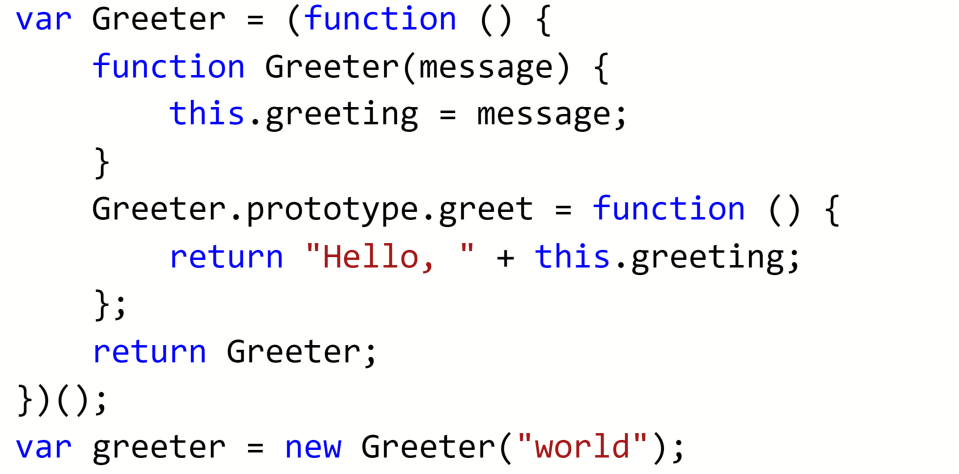 var Greeter = (function () {
    function Greeter(message) {
        this.greeting = message;
    }
    Greeter.prototype.greet = function () {
        return "Hello, " + this.greeting;
    };
    return Greeter;
})();
var greeter = new Greeter("world");